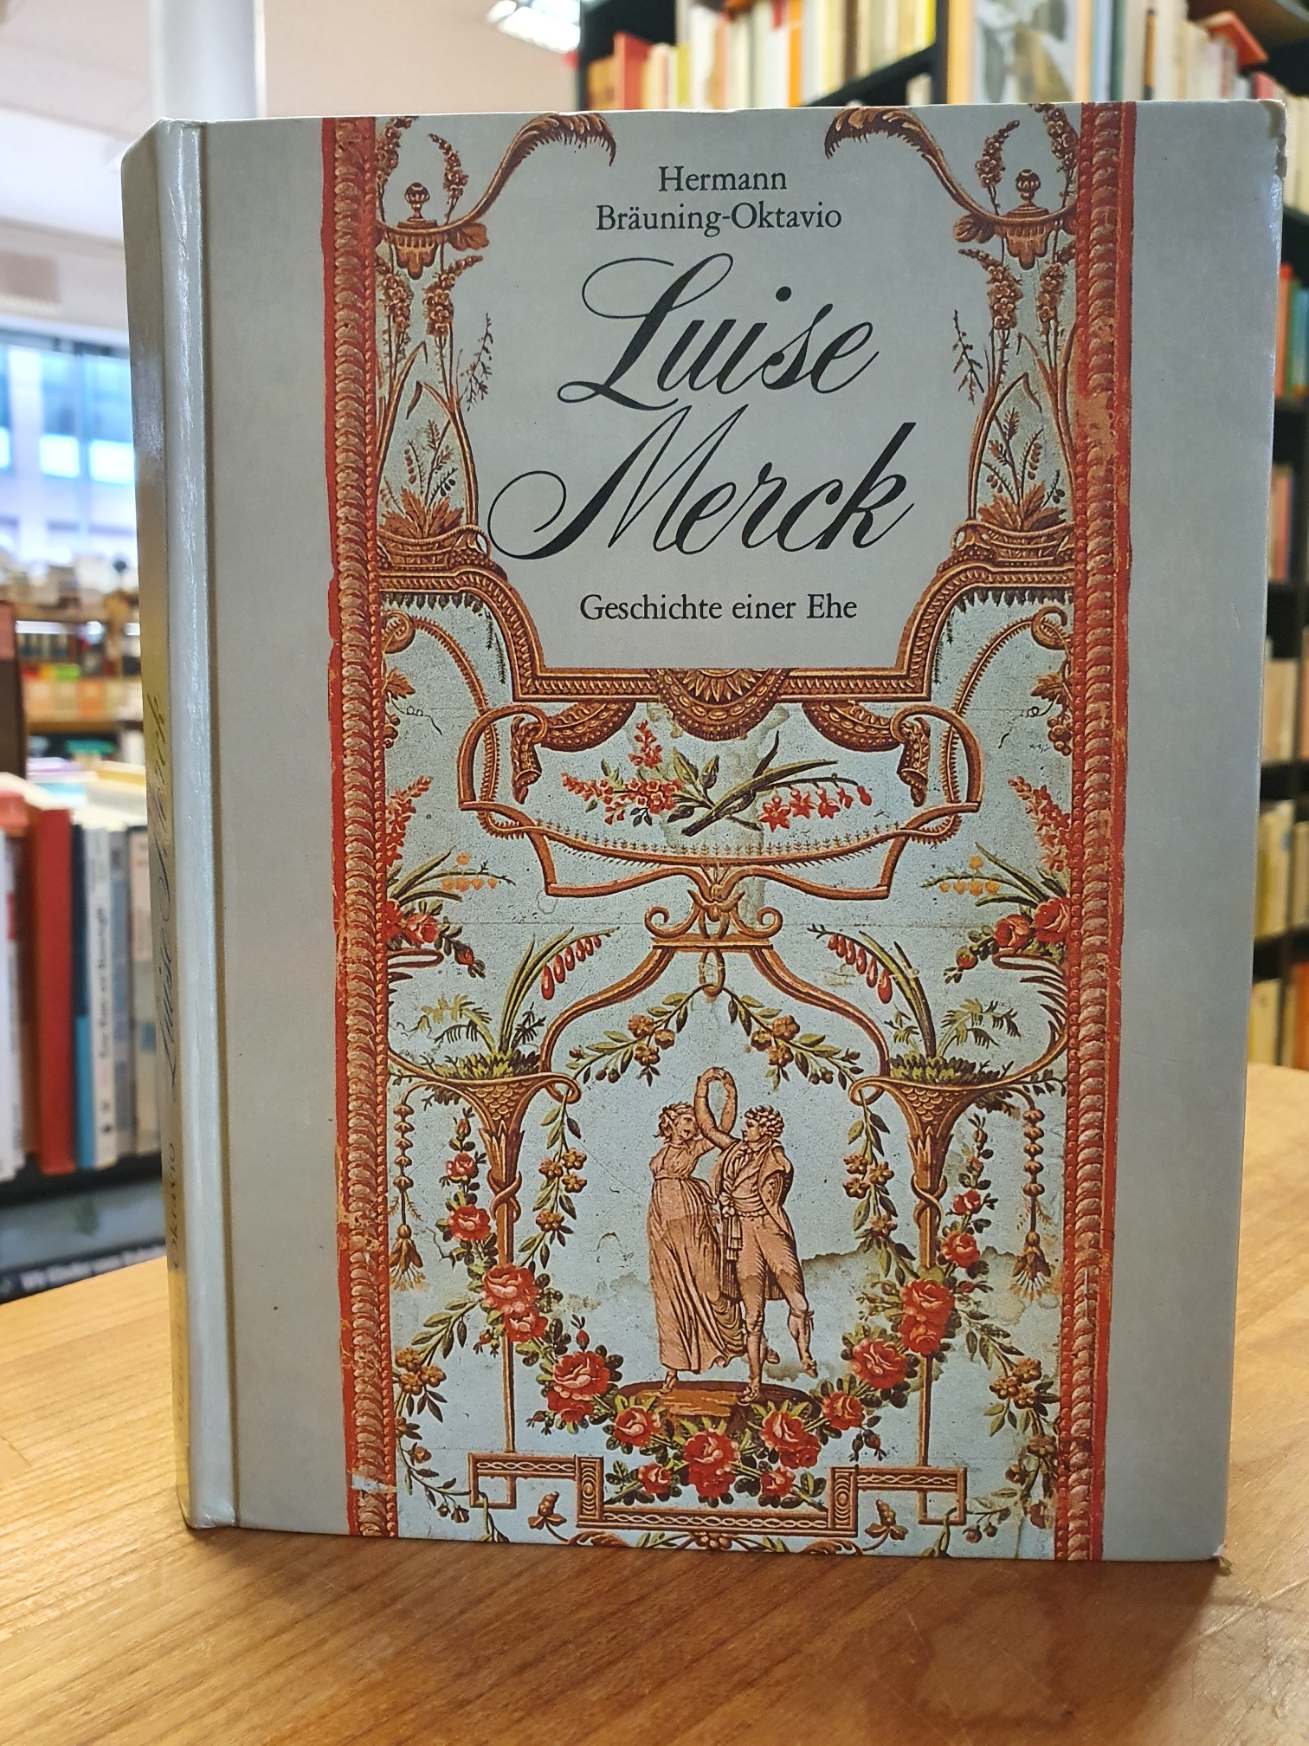 Hermann
Bräuning-Oktavio
Luise
Merck
Geschichte einer Ehe